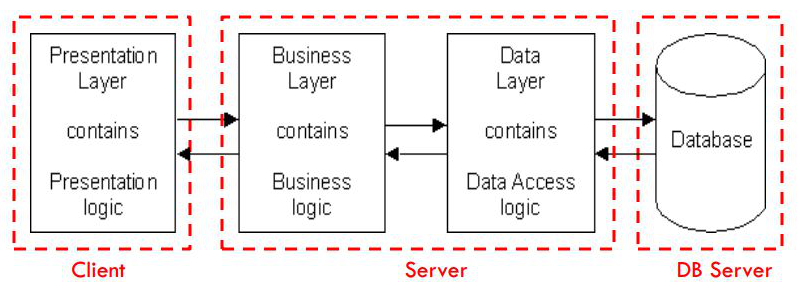 Presentation
Layer
contains
Presentation
logic
Business
Layer
contains
Business
logic
Data
Layer
contains
Data Access
logic
Database
Client
Server
DB Server